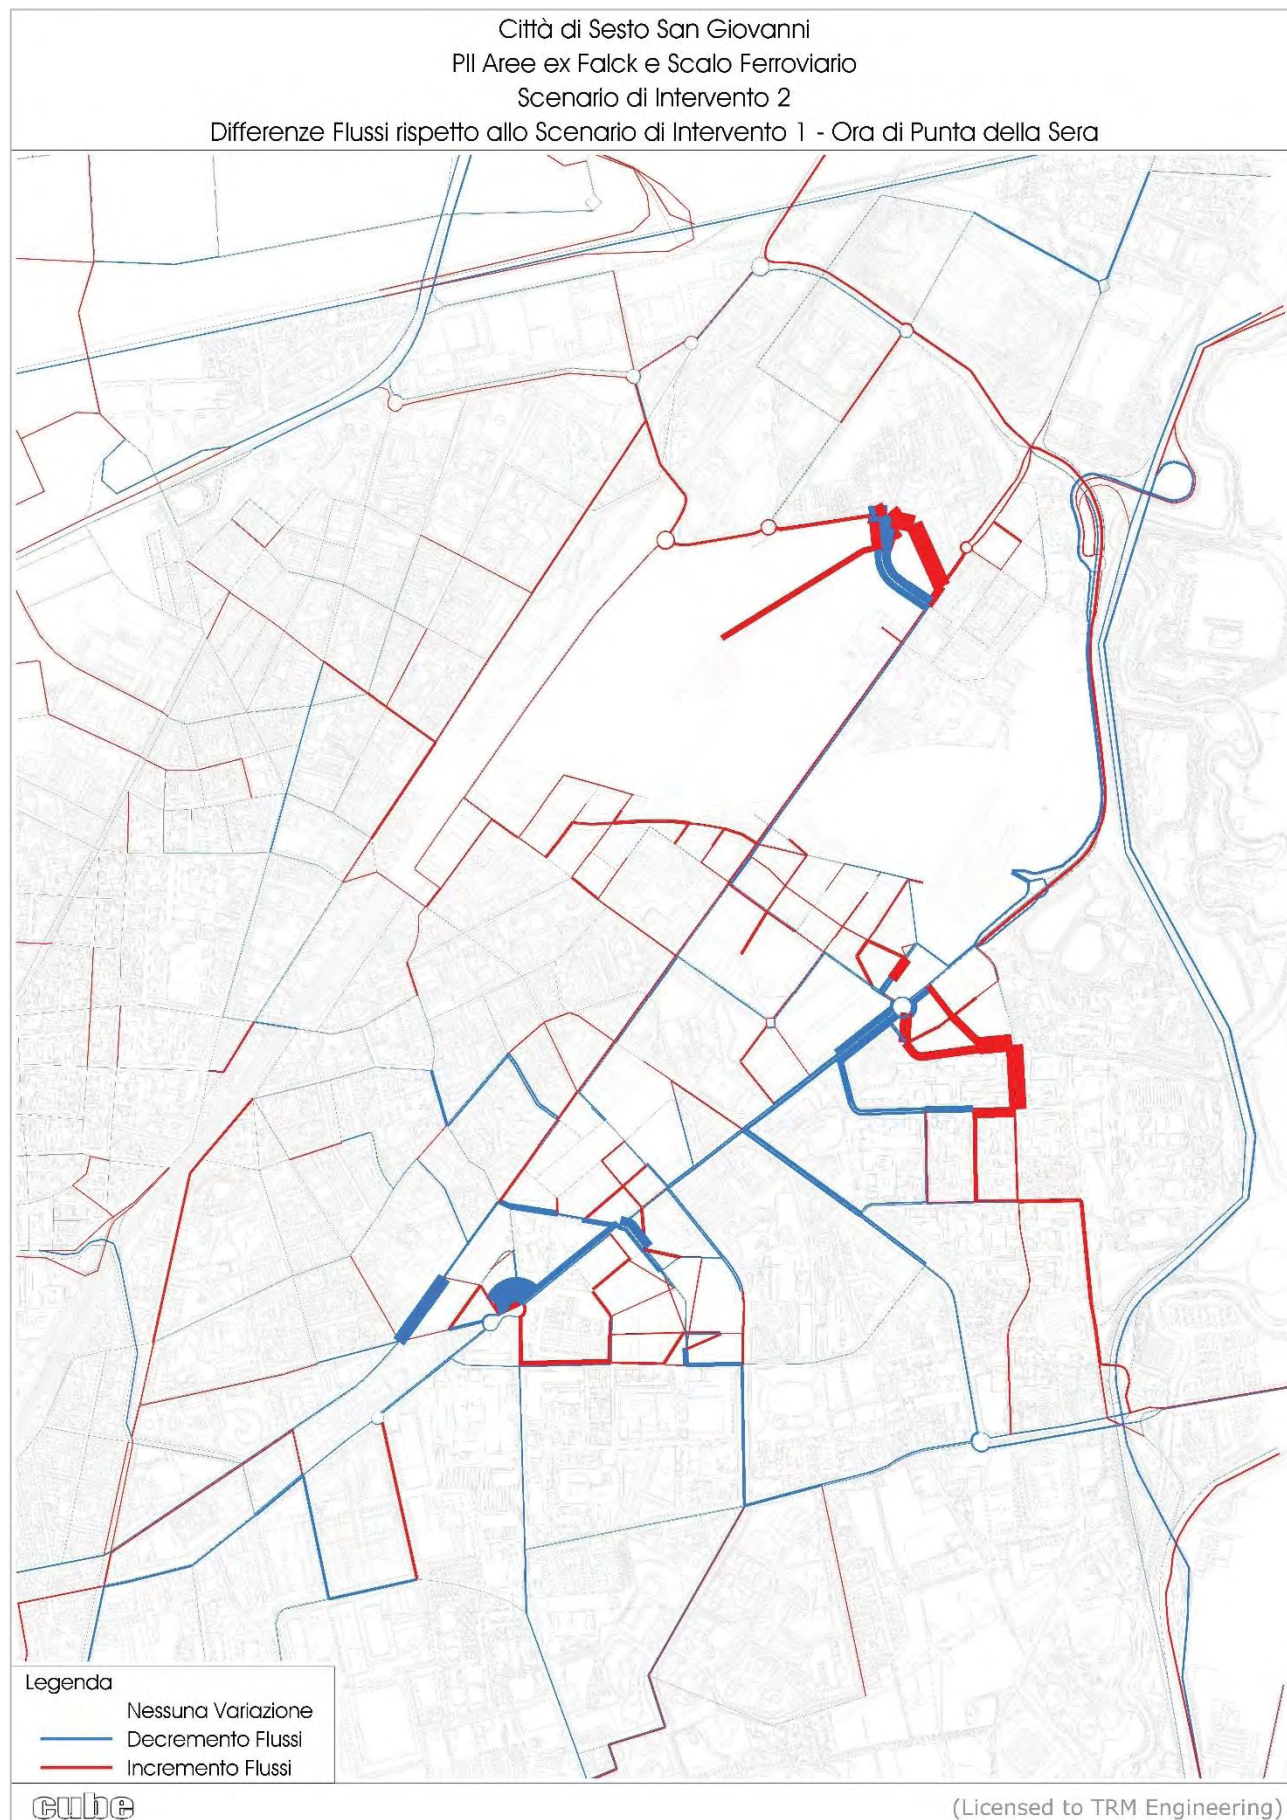 Città di Sesto San Giovanni
PII Aree ex Falck e Scalo Ferroviario
Scenario di Intervento 2
Differenze Flussi rispetto allo Scenario di Intervento 1 - Ora di Punta della Sera
Legenda
Nessuna Variazione
Decremento Flussi
Incremento Flussi
cube
(Licensed to TRM Engineering)